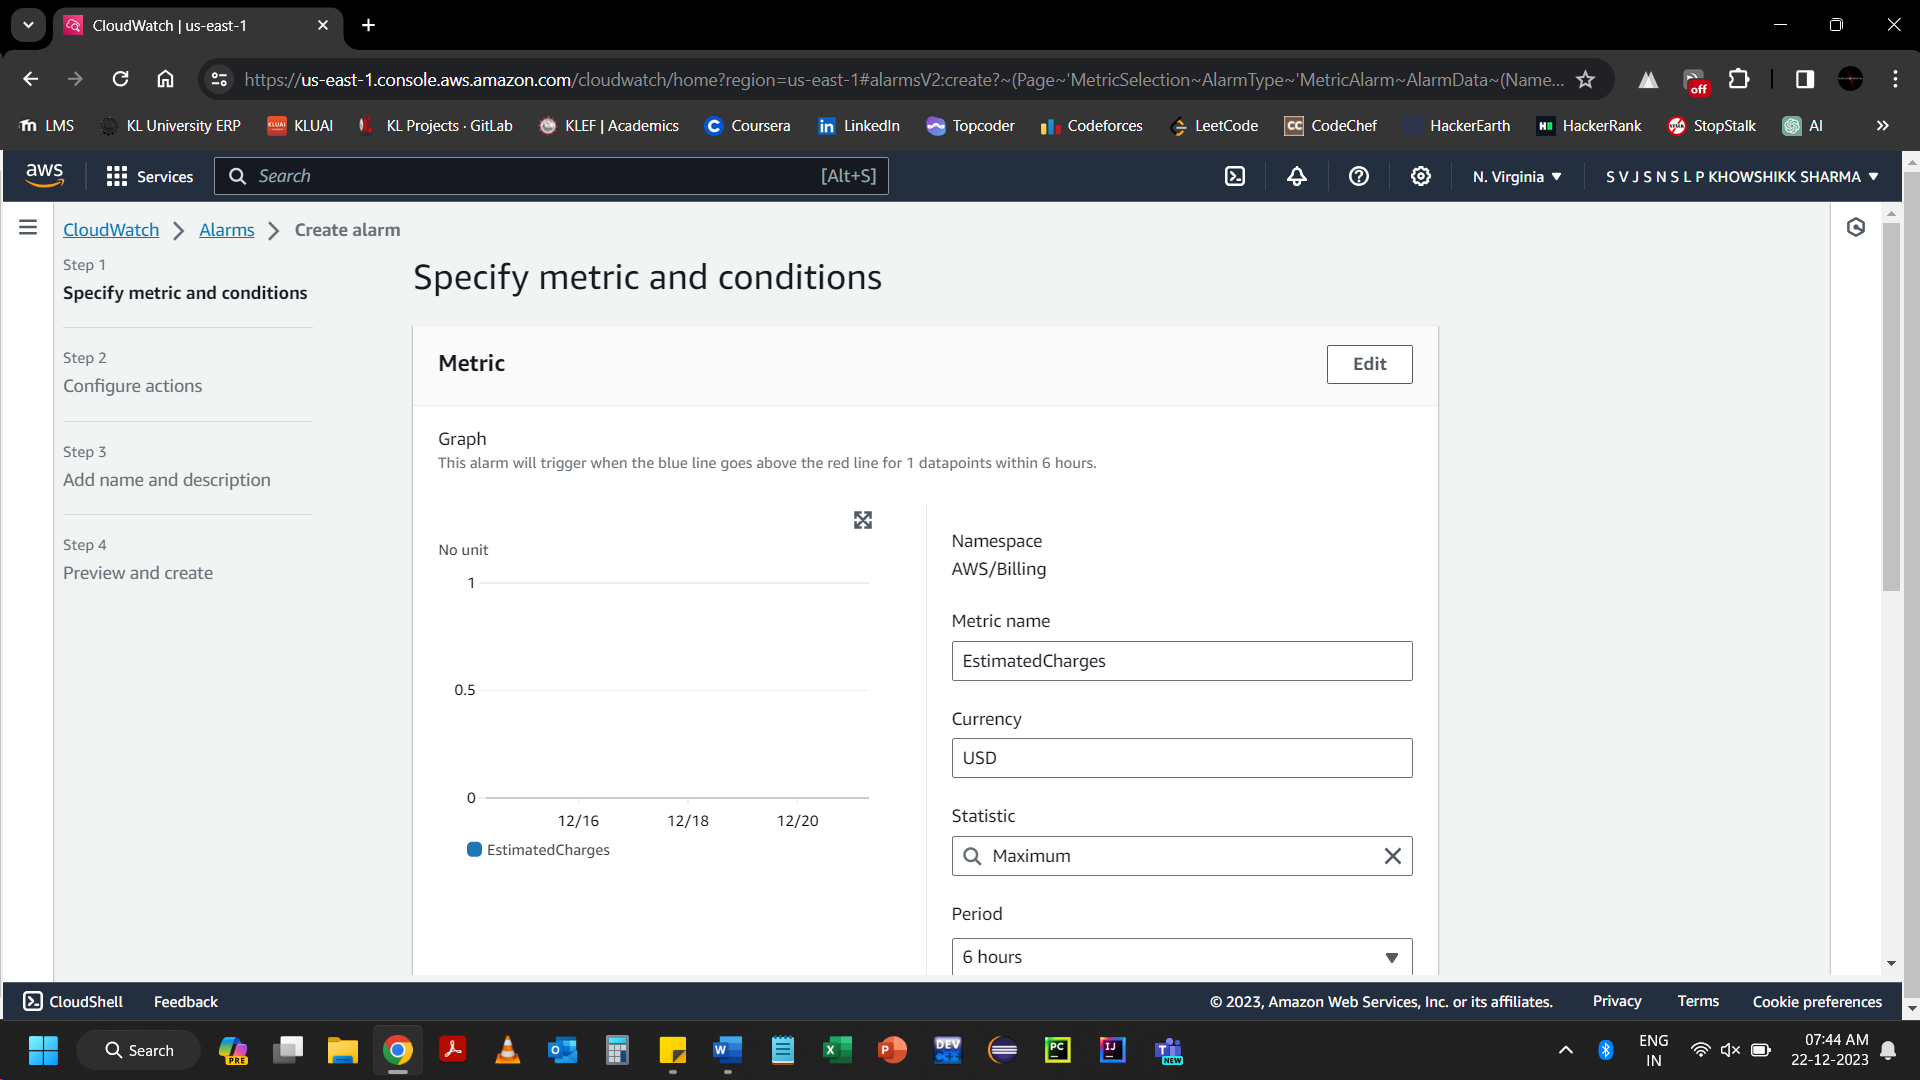 CloudWatch | us-east-1
https://us-east-1.console.aws.amazon.com/cloudwatch/home?region=us-east-1#alarmsV2:create?~(Page~'MetricSelection~AlarmType~'MetricAlarm~AlarmData~(Name...
off
LMS
KL University ERP
KLUAI KLUAI
KL Projects · GitLab
KLEF | Academics
Coursera
LinkedIn
Topcoder
Codeforces
LeetCode
CC CodeChef
HackerEarth
HackerRank
StopStalk
AI
aws
Services
Search
[Alt+S]
N. Virginia
S V J S N S L P KHOWSHIKK SHARMA
CloudWatch
Alarms
Create alarm
Step 1
Specify metric and conditions
Step 2
Configure actions
Step 3
Add name and description
Step 4
Preview and create
Specify metric and conditions
Metric
Edit
Graph
This alarm will trigger when the blue line goes above the red line for 1 datapoints within 6 hours.
No unit
1
0.5
0
12/16 12/18 12/20
EstimatedCharges
Namespace
AWS/Billing
Metric name
EstimatedCharges
Currency
USD
Statistic
Maximum
Period
6 hours
CloudShell
Feedback
© 2023, Amazon Web Services, Inc. or its affiliates.
Privacy
Terms
Cookie preferences
Search
PRE
DEV
PC
IJ
NEW
ENG
IN
07:44 AM
22-12-2023